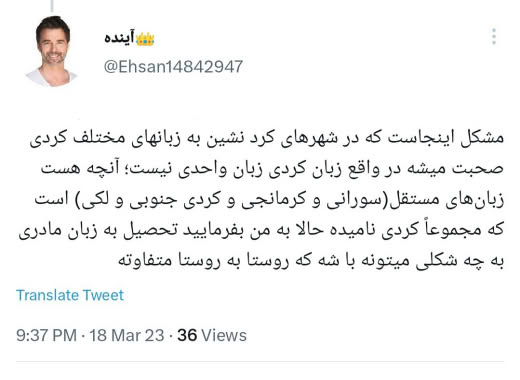 آینده👑
@Ehsan14842947
مشکل اینجاست که در شهرهای کرد نشین به زبانهای مختلف کردی
صحبت میشه در واقع زبان کردی زبان واحدی نیست؛ آنچه هست
زبان‌های مستقل(سورانی و کرمانجی و کردی جنوبی و لکی) است
که مجموعاً کردی نامیده حالا به من بفرمایید تحصیل به زبان مادری
به چه شکلی میتونه با شه که روستا به روستا متفاوته
Translate Tweet
9:37 PM · 18 Mar 23 · 36 Views